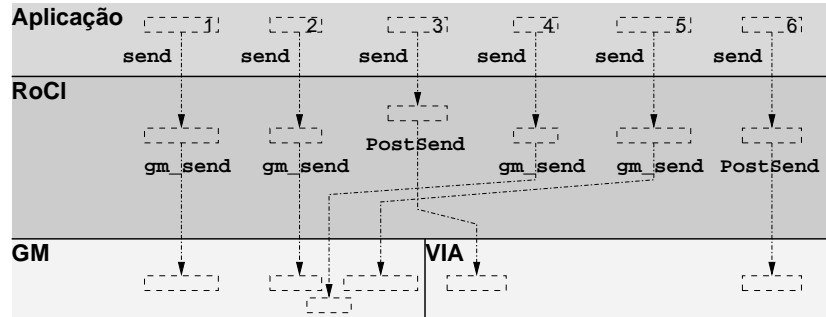 Aplicação
1 2 3 4 5 6
send send send send send send
RoCl
PostSend
gm_send gm_send gm_send gm_send PostSend
GM VIA